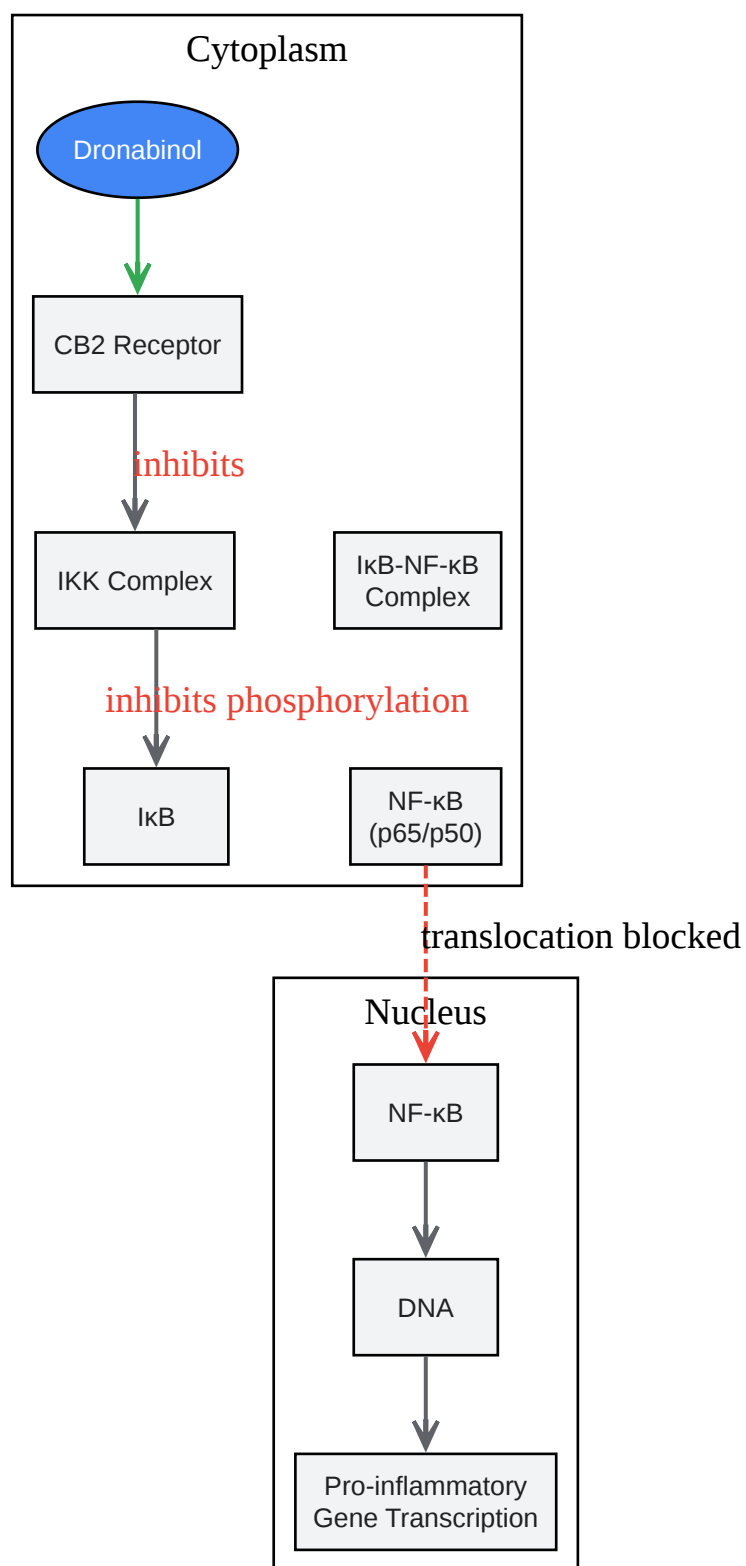 Cytoplasm
Dronabinol
CB2 Receptor
inhibits
IKK Complex
IκB-NF-κB
Complex
inhibits phosphorylation
IκB
NF-κB
(p65/p50)
translocation blocked
Nucleus
NF-κB
DNA
Pro-inflammatory
Gene Transcription